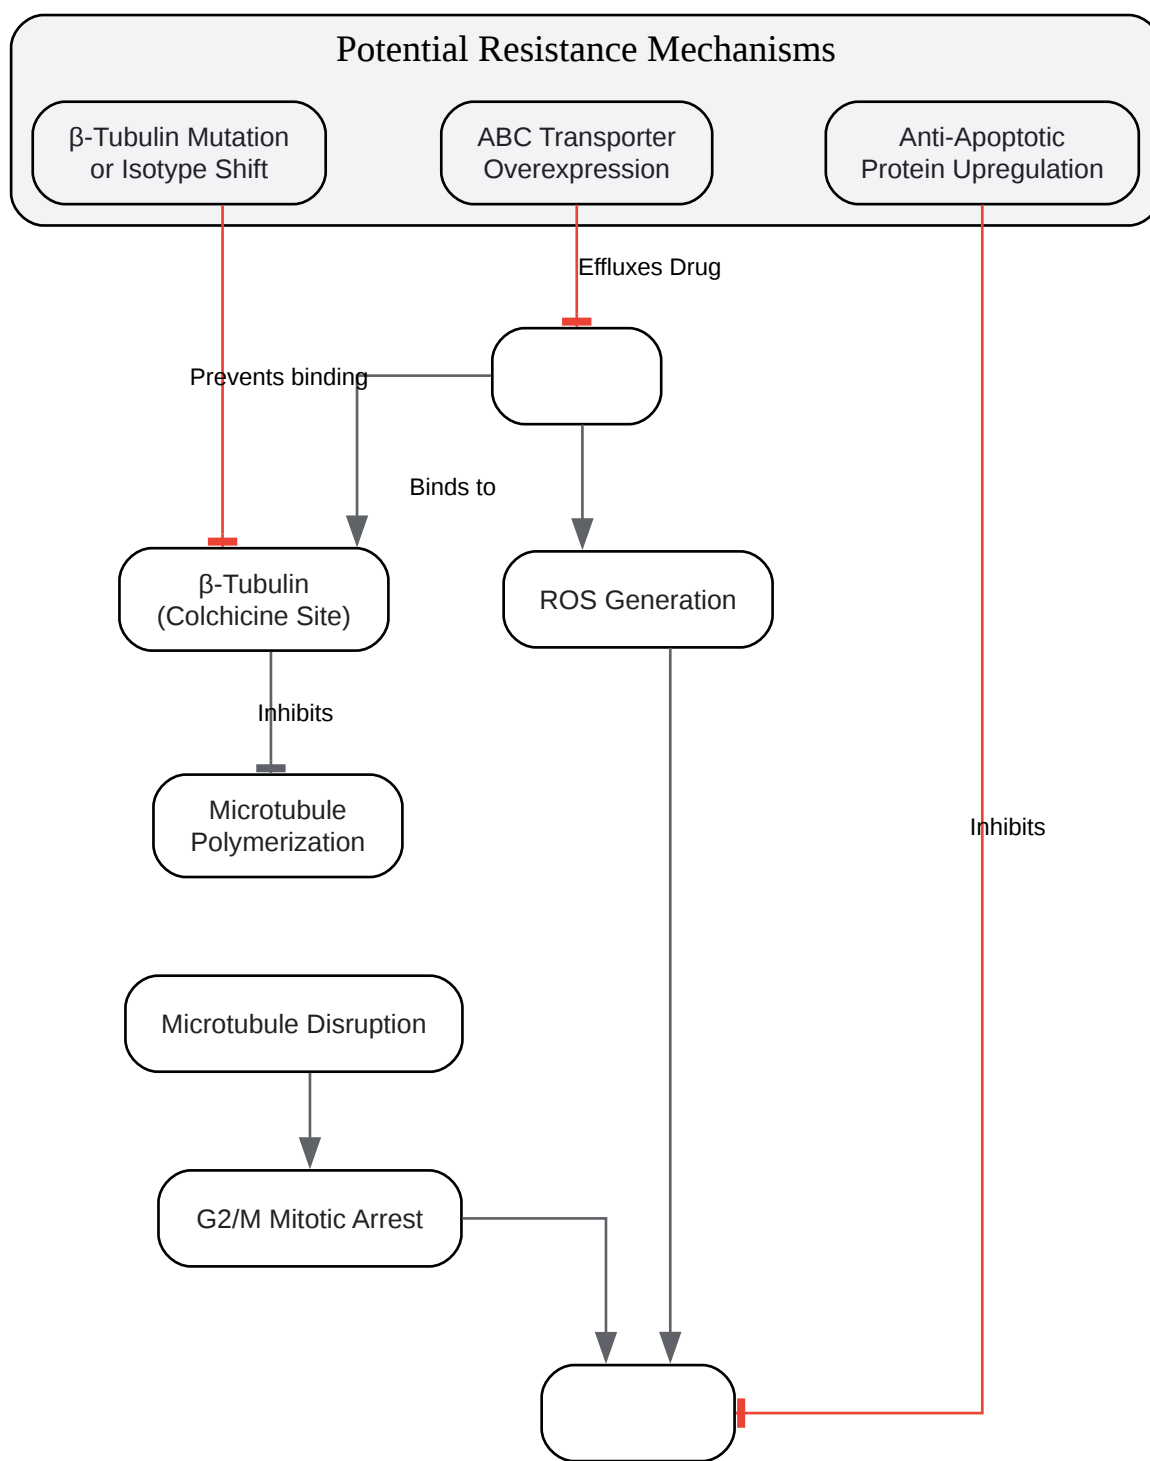 Potential Resistance Mechanisms
β-Tubulin Mutation
or Isotype Shift
ABC Transporter
Overexpression
Anti-Apoptotic
Protein Upregulation
Effluxes Drug
Prevents binding
Binds to
β-Tubulin
(Colchicine Site)
ROS Generation
Inhibits
Microtubule
Polymerization
Inhibits
Microtubule Disruption
G2/M Mitotic Arrest